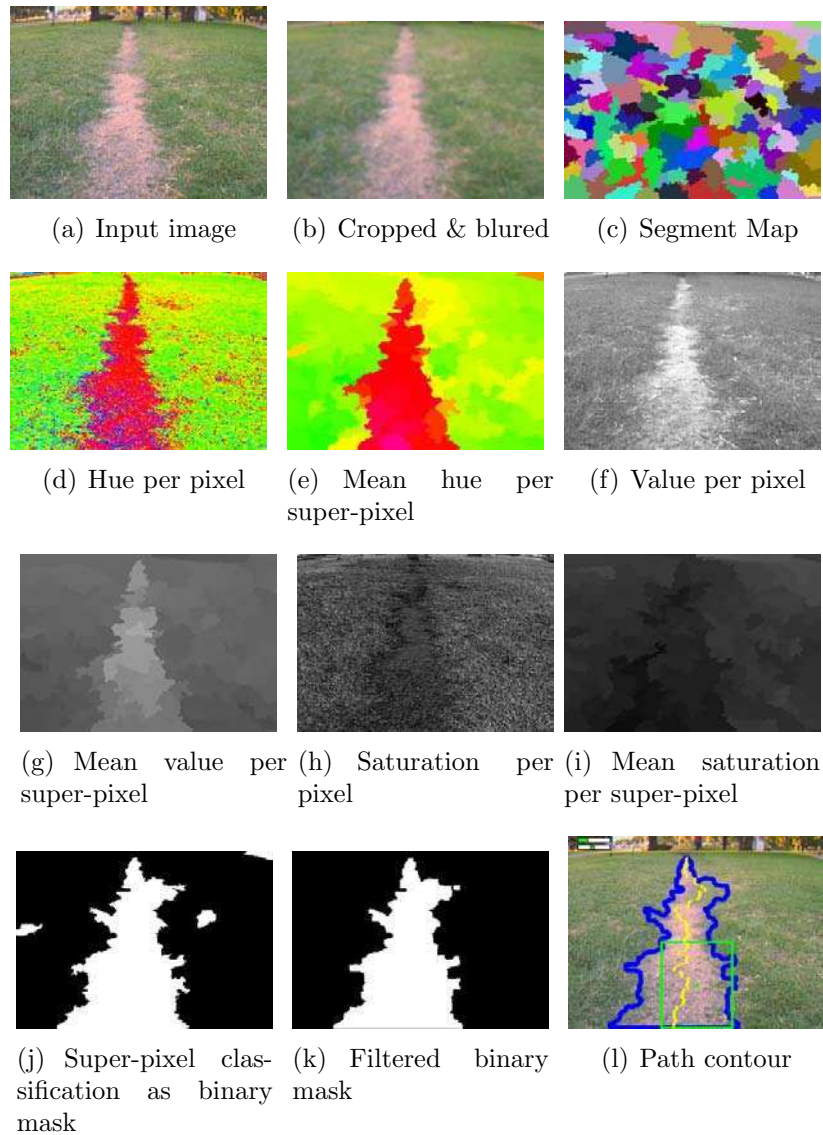 (a) Input image
(b) Cropped & blured
(c) Segment Map
(d) Hue per pixel
(e) Mean hue per
super-pixel
(f) Value per pixel
(g) Mean value per
super-pixel
(h) Saturation per
pixel
(i) Mean saturation
per super-pixel
(j) Super-pixel clas-
sification as binary
mask
(k) Filtered binary
mask
(l) Path contour